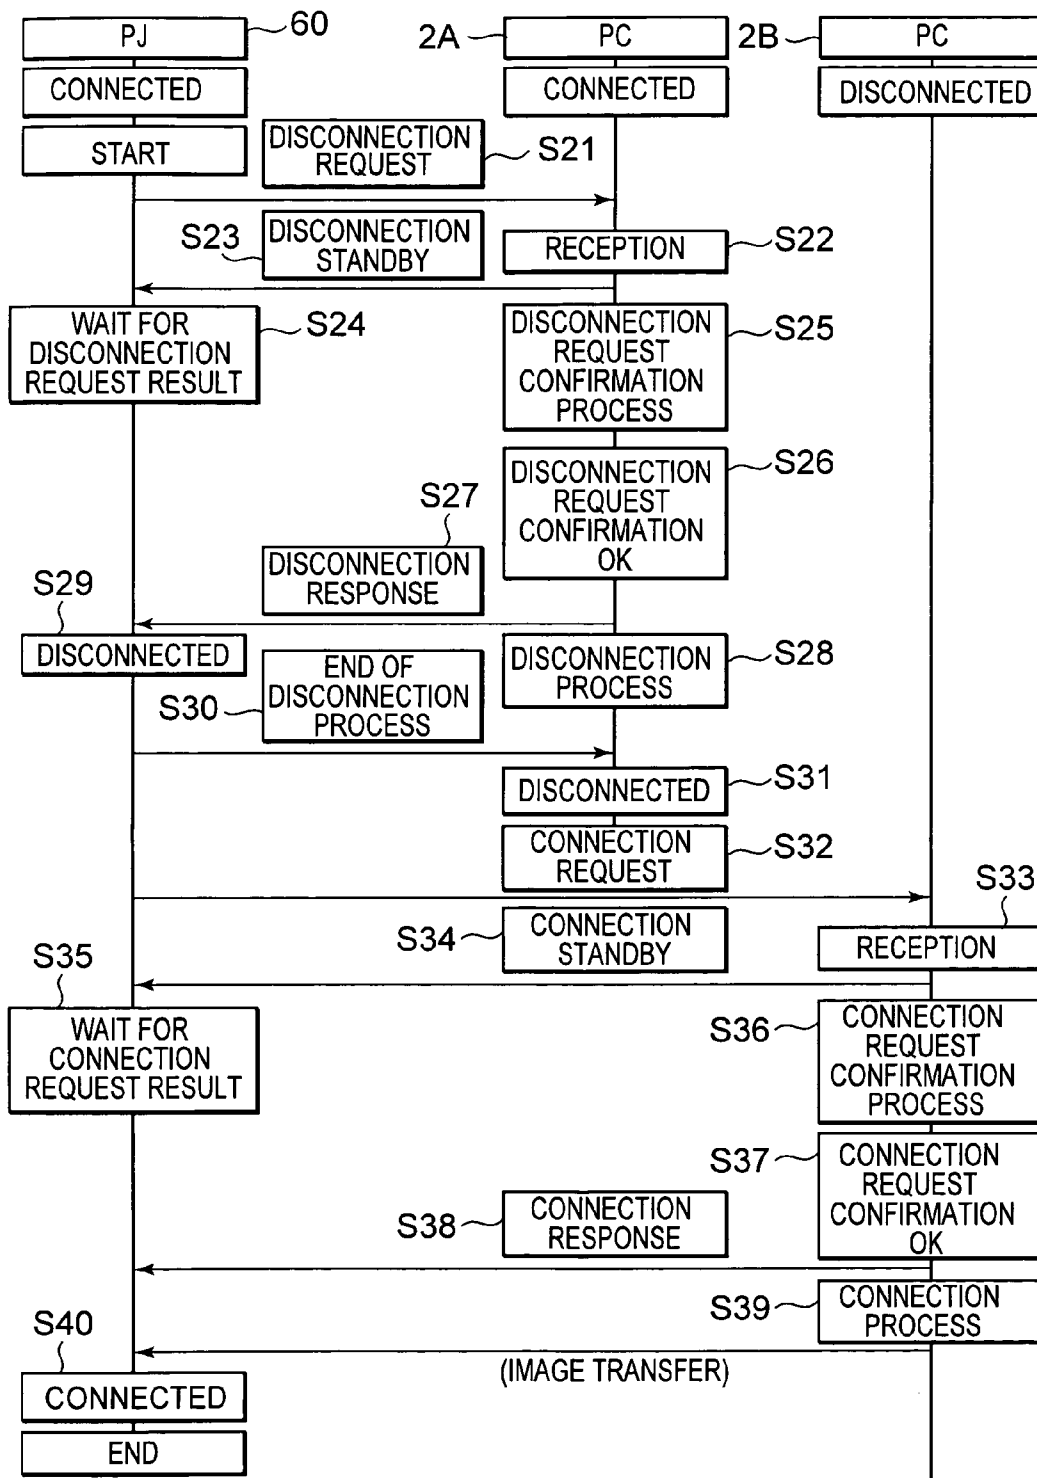 60
2A
2B
PJ
PC
PC
CONNECTED
CONNECTED
DISCONNECTED
START
DISCONNECTION
REQUEST
S21
S23
DISCONNECTION
STANDBY
RECEPTION
S22
WAIT FOR
DISCONNECTION
REQUEST RESULT
S24
DISCONNECTION
REQUEST
CONFIRMATION
PROCESS
S25
DISCONNECTION
REQUEST
CONFIRMATION
OK
S26
S27
DISCONNECTION
RESPONSE
S29
DISCONNECTED
DISCONNECTION
PROCESS
S28
S30
END OF
DISCONNECTION
PROCESS
DISCONNECTED
S31
CONNECTION
REQUEST
S32
S33
S34
CONNECTION
STANDBY
RECEPTION
S35
WAIT FOR
CONNECTION
REQUEST RESULT
S36
CONNECTION
REQUEST
CONFIRMATION
PROCESS
S37
CONNECTION
REQUEST
CONFIRMATION
OK
S38
CONNECTION
RESPONSE
S39
CONNECTION
PROCESS
S40
(IMAGE TRANSFER)
CONNECTED
END